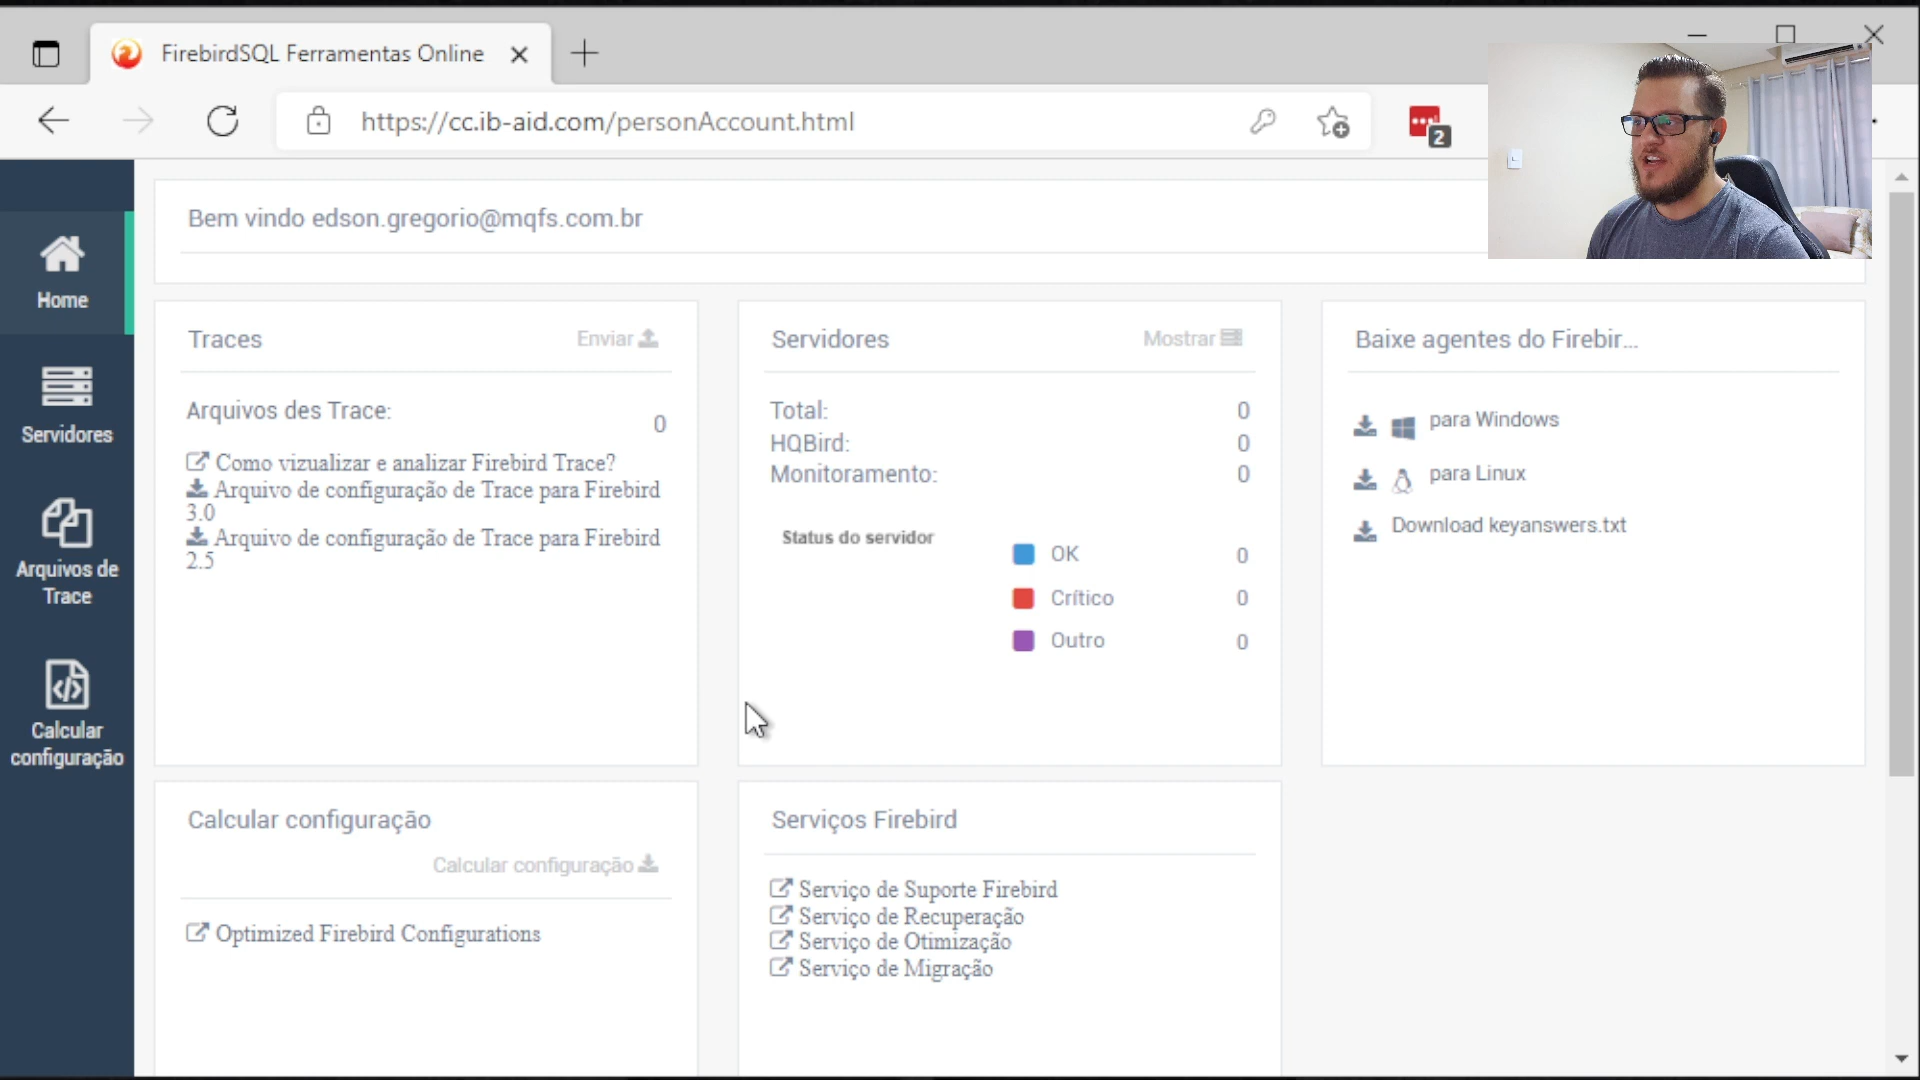 FirebirdSQL Ferramentas Online
https://cc.ib-aid.com/personAccount.html
2
Bem vindo edson.gregorio@mqfs.com.br
Home
Servidores
Arquivos de
Trace
Calcular
configuração
Traces
Enviar
Arquivos des Trace:
0
Como vizualizar e analizar Firebird Trace?
Arquivo de configuração de Trace para Firebird
3.0
Arquivo de configuração de Trace para Firebird
2.5
Servidores
Mostrar
Total: 0
HQBird: 0
Monitoramento: 0
Status do servidor
OK 0
Crítico 0
Outro 0
Baixe agentes do Firebir...
para Windows
para Linux
Download keyanswers.txt
Calcular configuração
Calcular configuração
Optimized Firebird Configurations
Serviços Firebird
Serviço de Suporte Firebird
Serviço de Recuperação
Serviço de Otimização
Serviço de Migração